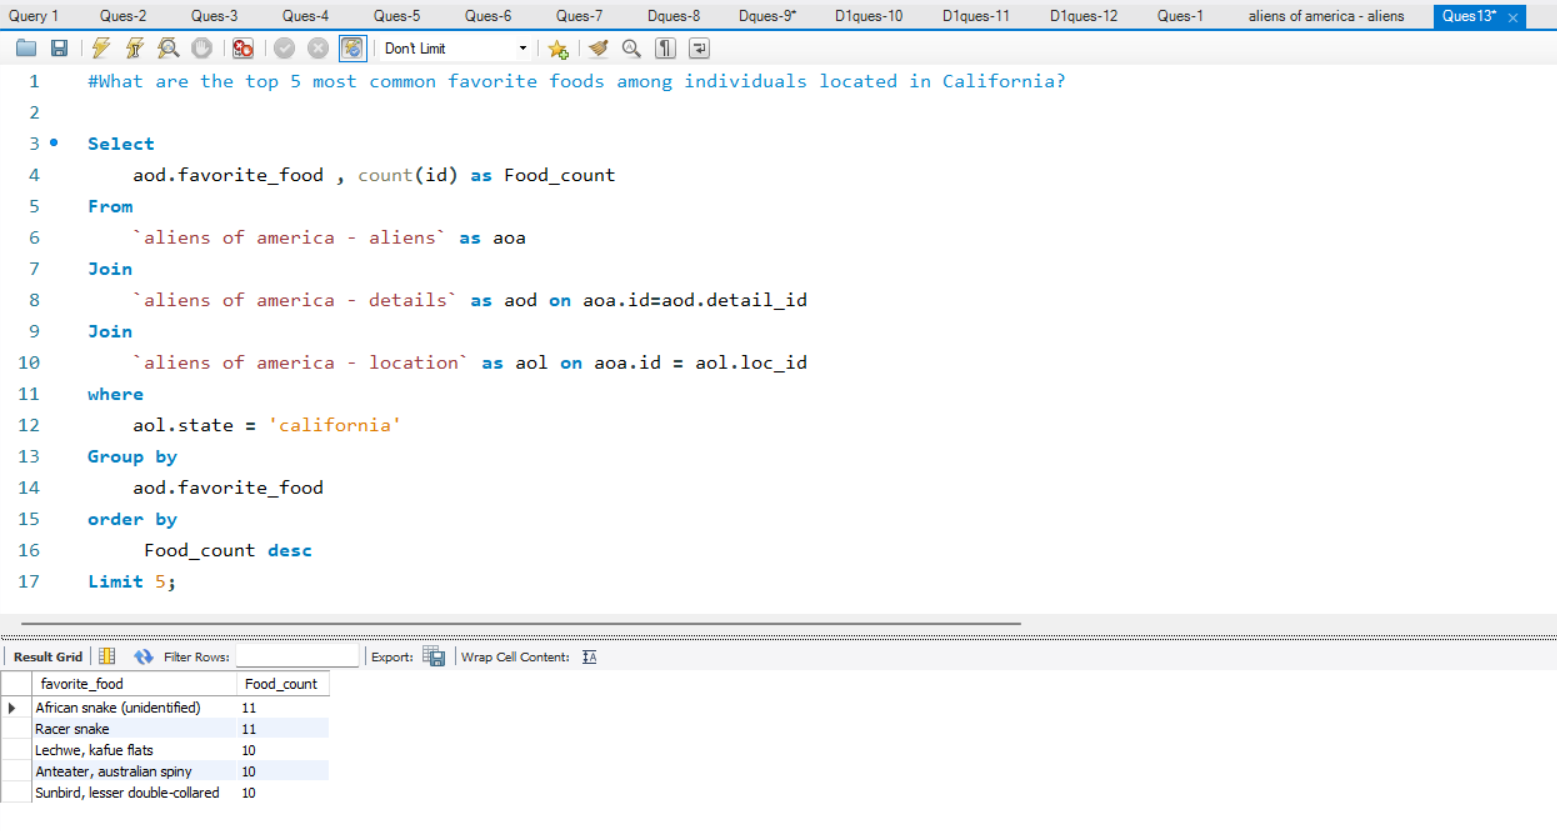 Query 1 Ques-2 Ques-3 Ques-4 Ques-5 Ques-6 Ques-7 Dques-8 Dques-9* D1ques-10 D1ques-11 D1ques-12 Ques-1 aliens of america - aliens Ques13* ×
Don't Limit
1 #What are the top 5 most common favorite foods among individuals located in California?
2
3 Select
4 aod.favorite_food , count(id) as Food_count
5 From
6 `aliens of america - aliens` as aoa
7 Join
8 `aliens of america - details` as aod on aoa.id=aod.detail_id
9 Join
10 `aliens of america - location` as aol on aoa.id = aol.loc_id
11 where
12 aol.state = 'california'
13 Group by
14 aod.favorite_food
15 order by
16 Food_count desc
17 Limit 5;
Result Grid Filter Rows: Export: Wrap Cell Content:
favorite_food Food_count
African snake (unidentified) 11
Racer snake 11
Lechwe, kafue flats 10
Anteater, australian spiny 10
Sunbird, lesser double-collared 10